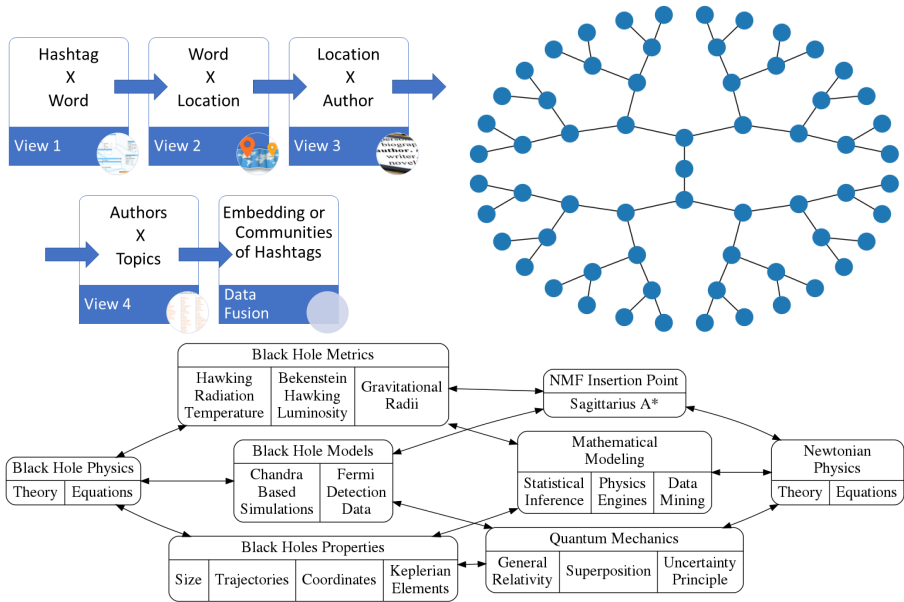 Hashtag
X
Word
View 1
Word
X
Location
View 2
Location
X
Author
View 3
biograp
author.
writer.
novel
Authors
X
Topics
View 4
Embedding or
Communities
of Hashtags
Data
Fusion
Black Hole Metrics
Hawking
Radiation
Temperature
Bekenstein
Hawking
Luminosity
Gravitational
Radii
NMF Insertion Point
Sagittarius A*
Black Hole Physics
Theory
Equations
Black Hole Models
Chandra
Based
Simulations
Fermi
Detection
Data
Mathematical
Modeling
Statistical
Inference
Physics
Engines
Data
Mining
Newtonian
Physics
Theory
Equations
Black Holes Properties
Size
Trajectories
Coordinates
Keplerian
Elements
Quantum Mechanics
General
Relativity
Superposition
Uncertainty
Principle